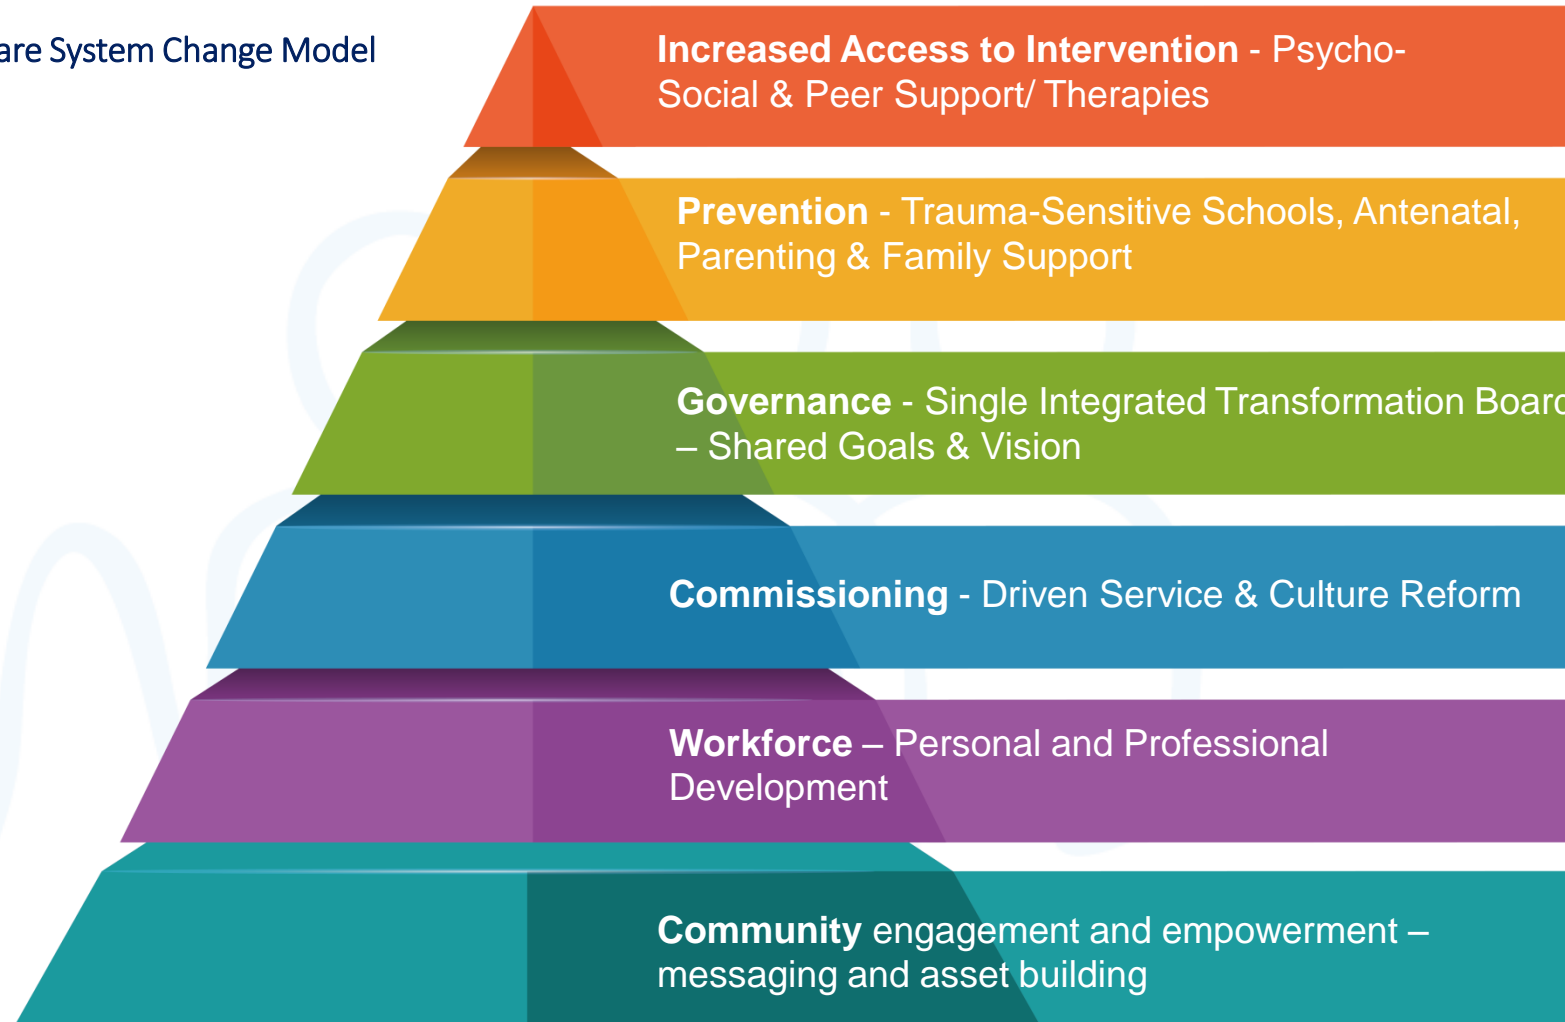 are System Change Model
Increased Access to Intervention - Psycho-
Social & Peer Support/ Therapies
Prevention - Trauma-Sensitive Schools, Antenatal,
Parenting & Family Support
Governance - Single Integrated Transformation Board
– Shared Goals & Vision
Commissioning - Driven Service & Culture Reform
Workforce – Personal and Professional
Development
Community engagement and empowerment –
messaging and asset building